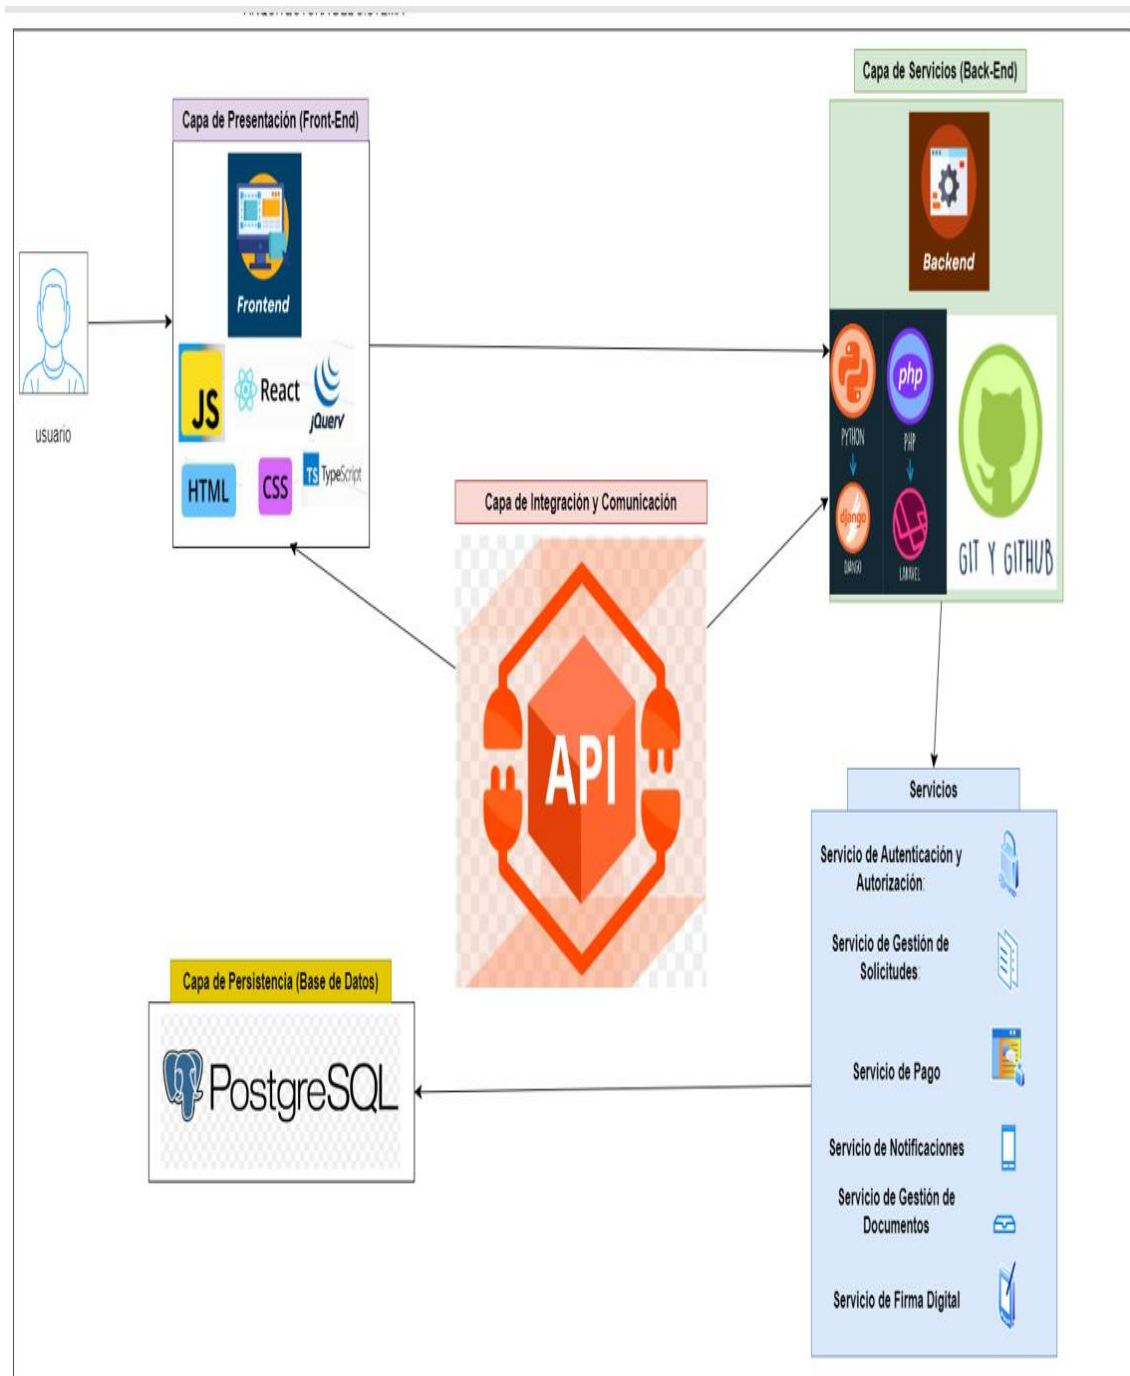 ARQUITECTURA DEL SISTEMA
Capa de Servicios (Back-End)
Capa de Presentación (Front-End)
Frontend
Backend
usuario
JS
React
jQuery
HTML
CSS
TS TypeScript
PYTHON
django
DJANGO
php
PHP
LARAVEL
GIT Y GITHUB
Capa de Integración y Comunicación
API
Servicios
Servicio de Autenticación y
Autorización:
Servicio de Gestión de
Solicitudes:
Servicio de Pago
Servicio de Notificaciones
Servicio de Gestión de
Documentos
Servicio de Firma Digital
Capa de Persistencia (Base de Datos)
PostgreSQL